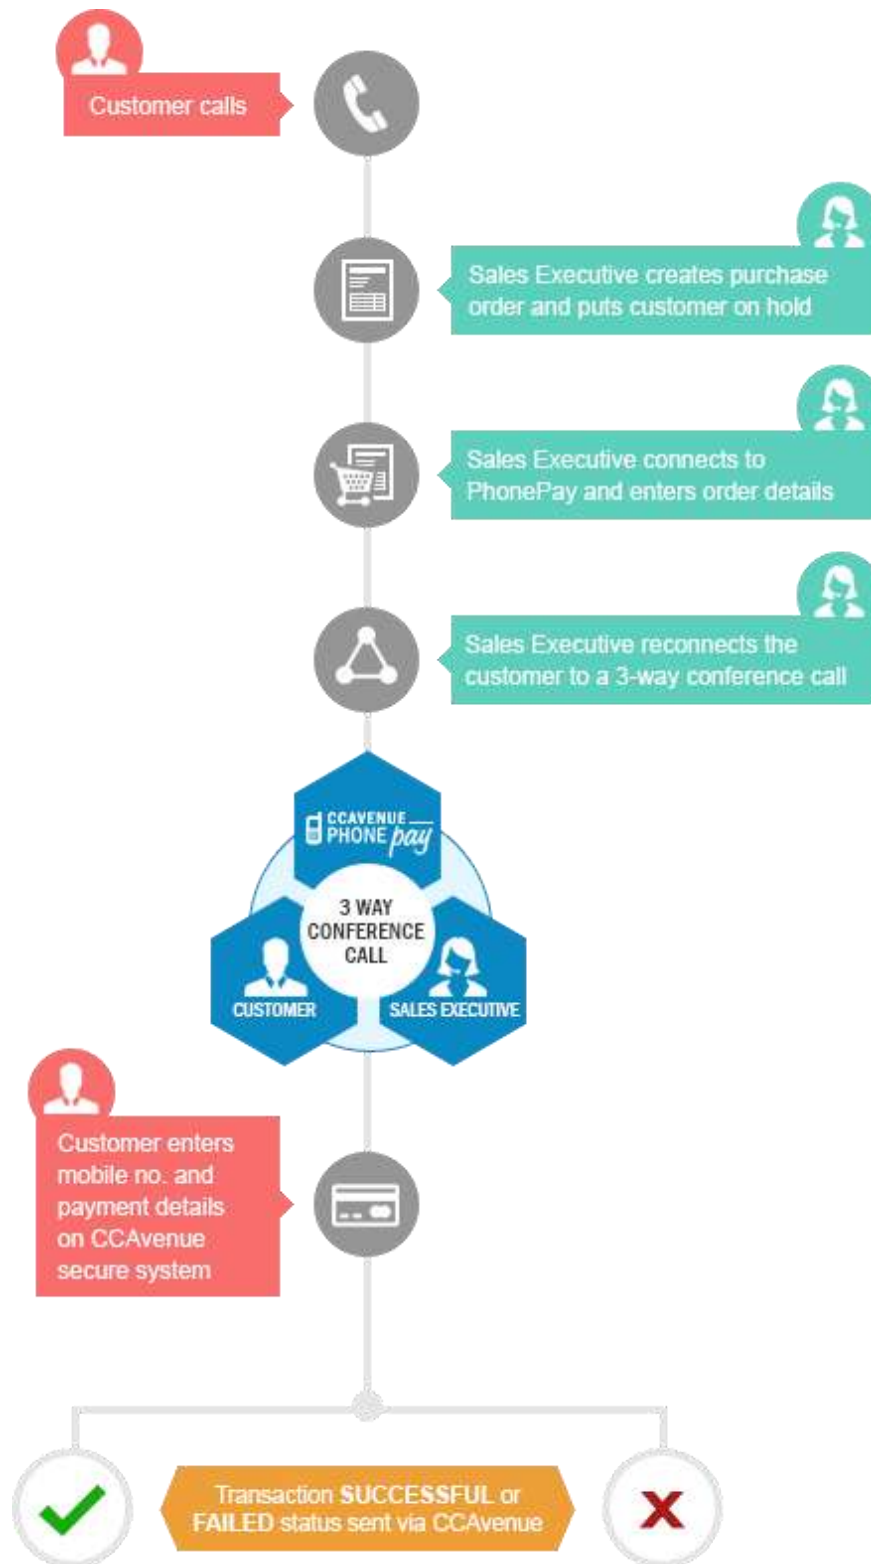 Customer calls
Sales Executive creates purchase
order and puts customer on hold
Sales Executive connects to
PhonePay and enters order details
Sales Executive reconnects the
customer to a 3-way conference call
CCAVENUE
PHONE pay
3 WAY
CONFERENCE
CALL
CUSTOMER
SALES EXECUTIVE
Customer enters
mobile no. and
payment details
on CCAvenue
secure system
Transaction SUCCESSFUL or
FAILED status sent via CCAvenue